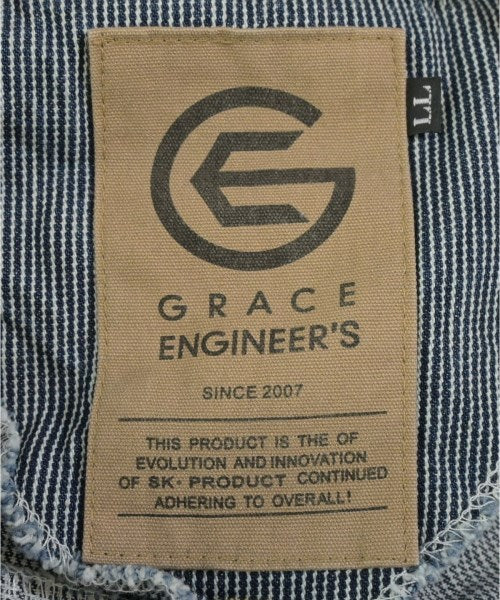 GE
LL
GRACE
ENGINEER'S
SINCE 2007
THIS PRODUCT IS THE OF
EVOLUTION AND INNOVATION
OF SK· PRODUCT CONTINUED
ADHERING TO OVERALL!